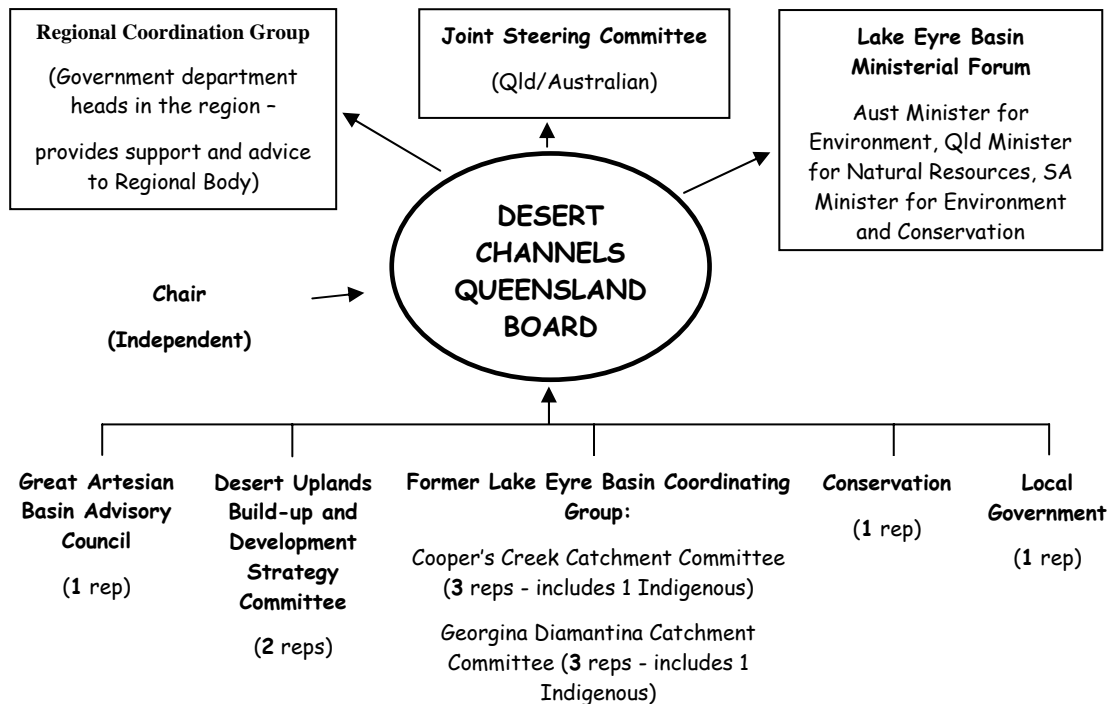 Regional Coordination Group
(Government department
heads in the region –
provides support and advice
to Regional Body)
Joint Steering Committee
(Qld/Australian)
Lake Eyre Basin
Ministerial Forum
Aust Minister for
Environment, Qld Minister
for Natural Resources, SA
Minister for Environment
and Conservation
DESERT
CHANNELS
QUEENSLAND
BOARD
Chair
(Independent)
Great Artesian
Basin Advisory
Council
(1 rep)
Desert Uplands
Build-up and
Development
Strategy
Committee
(2 reps)
Former Lake Eyre Basin Coordinating
Group:
Cooper's Creek Catchment Committee
(3 reps - includes 1 Indigenous)
Georgina Diamantina Catchment
Committee (3 reps - includes 1
Indigenous)
Conservation
(1 rep)
Local
Government
(1 rep)